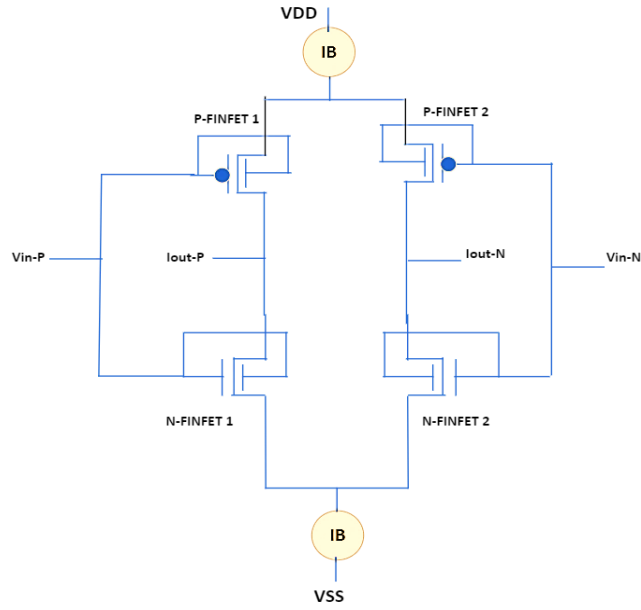 VDD
IB
P-FINFET 1
P-FINFET 2
Vin-P
Iout-P
Iout-N
Vin-N
N-FINFET 1
N-FINFET 2
IB
VSS